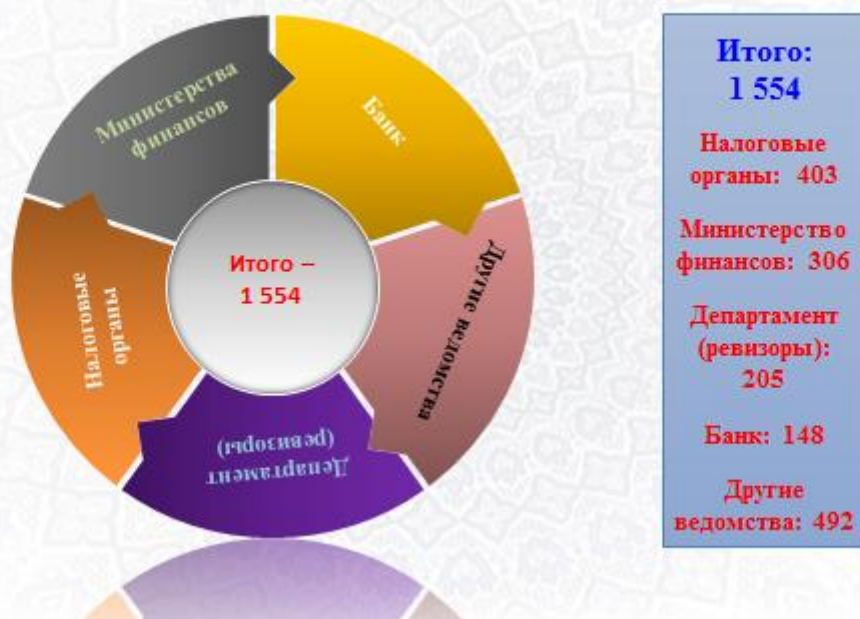 Министерства
финансов
Банк
Другие ведомства
Департамент
(ревизоры)
Налоговые
органы
Итого –
1 554
Итого:
1 554
Налоговые
органы: 403
Министерство
финансов: 306
Департамент
(ревизоры):
205
Банк: 148
Другие
ведомства: 492